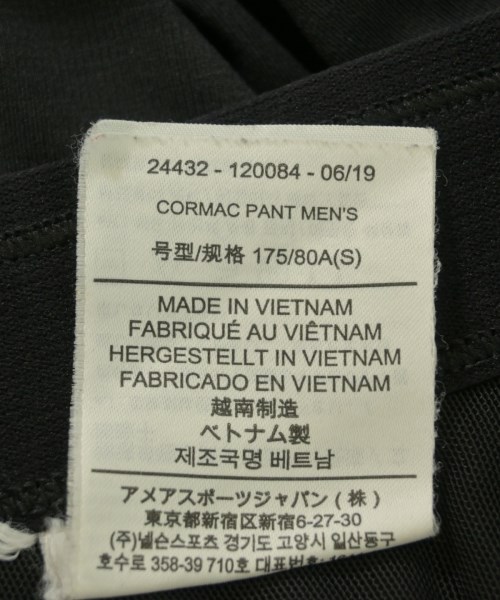 24432 - 120084 - 06/19
CORMAC PANT MEN'S
号型/规格 175/80A(S)
MADE IN VIETNAM
FABRIQUÉ AU VIÊTNAM
HERGESTELLT IN VIETNAM
FABRICADO EN VIETNAM
越南制造
ベトナム製
제조국명 베트남
アメアスポーツジャパン(株)
東京都新宿区新宿6-27-30
(주)넬슨스포츠 경기도 고양시 일산동구
호수로 358-39 710호 대표번호: